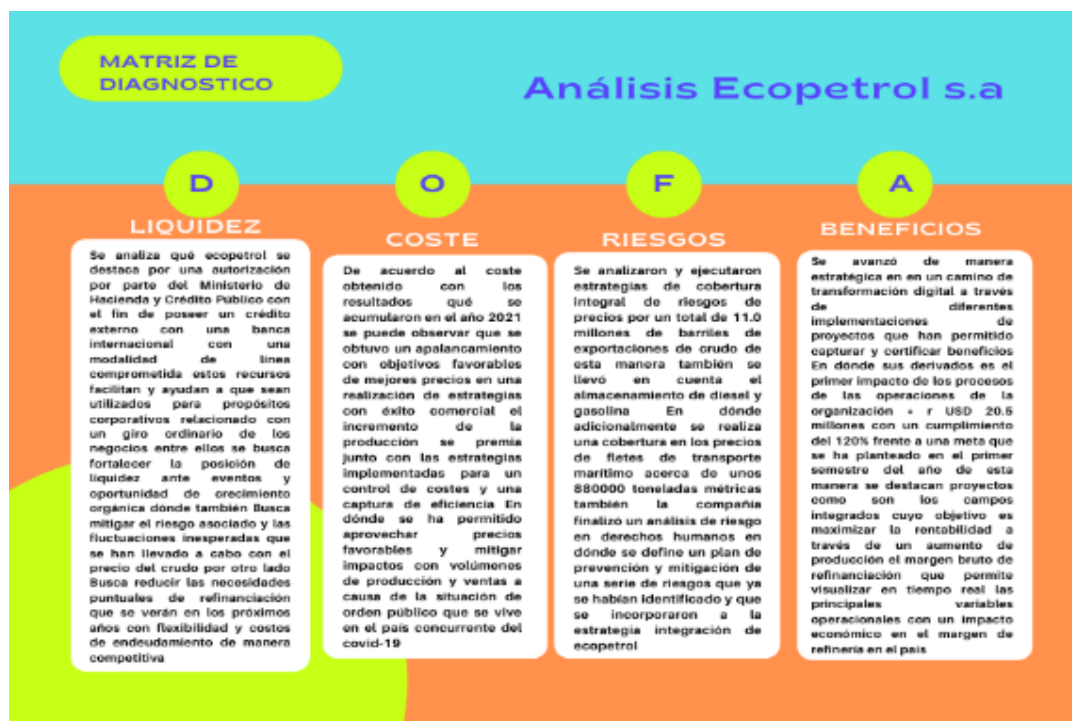 MATRIZ DE
DIAGNOSTICO
Análisis Ecopetrol s.a
D
LIQUIDEZ
Se analiza qué ecopetrol se
destaca por una autorización
por parte del Ministerio de
Hacienda y Crédito Público con
el fin de poseer un crédito
externo con una banca
internacional con una
modalidad de línea
comprometida estos recursos
facilitan y ayudan a que sean
utilizados para propósitos
corporativos relacionado con
un giro ordinario de los
negocios entre ellos se busca
fortalecer la posición de
liquidez ante eventos y
oportunidad de crecimiento
orgánica dónde también Busca
mitigar el riesgo asociado y las
fluctuaciones inesperadas que
se han llevado a cabo con el
precio del crudo por otro lado
Busca reducir las necesidades
puntuales de refinanciación
que se verán en los próximos
años con flexibilidad y costos
de endeudamiento de manera
competitiva
O
COSTE
De acuerdo al coste
obtenido con los
resultados qué se
acumularon en el año 2021
se puede observar que se
obtuvo un apalancamiento
con objetivos favorables
de mejores precios en una
realización de estrategias
con éxito comercial el
incremento de la
producción se premia
junto con las estrategias
implementadas para un
control de costes y una
captura de eficiencia En
dónde se ha permitido
aprovechar precios
favorables y mitigar
impactos con volúmenes
de producción y ventas a
causa de la situación de
orden público que se vive
en el país concurrente del
covid-19
F
RIESGOS
Se analizaron y ejecutaron
estrategias de cobertura
integral de riesgos de
precios por un total de 11.0
millones de barriles de
exportaciones de crudo de
esta manera también se
llevó en cuenta el
almacenamiento de diesel y
gasolina En dónde
adicionalmente se realiza
una cobertura en los precios
de fletes de transporte
marítimo acerca de unos
880000 toneladas métricas
también la compañía
finalizó un análisis de riesgo
en derechos humanos en
dónde se define un plan de
prevención y mitigación de
una serie de riesgos que ya
se habían identificado y que
se incorporaron a la
estrategia integración de
ecopetrol
A
BENEFICIOS
Se avanzó de manera
estratégica en en un camino de
transformación digital a través
de diferentes
implementaciones de
proyectos que han permitido
capturar y certificar beneficios
En donde sus derivados es el
primer impacto de los procesos
de las operaciones de la
organización + r USD 20.5
millones con un cumplimiento
del 120% frente a una meta que
se ha planteado en el primer
semestre del año de esta
manera se destacan proyectos
como son los campos
integrados cuyo objetivo es
maximizar la rentabilidad a
través de un aumento de
producción el margen bruto de
refinanciación que permite
visualizar en tiempo real las
principales variables
operacionales con un impacto
económico en el margen de
refinería en el país